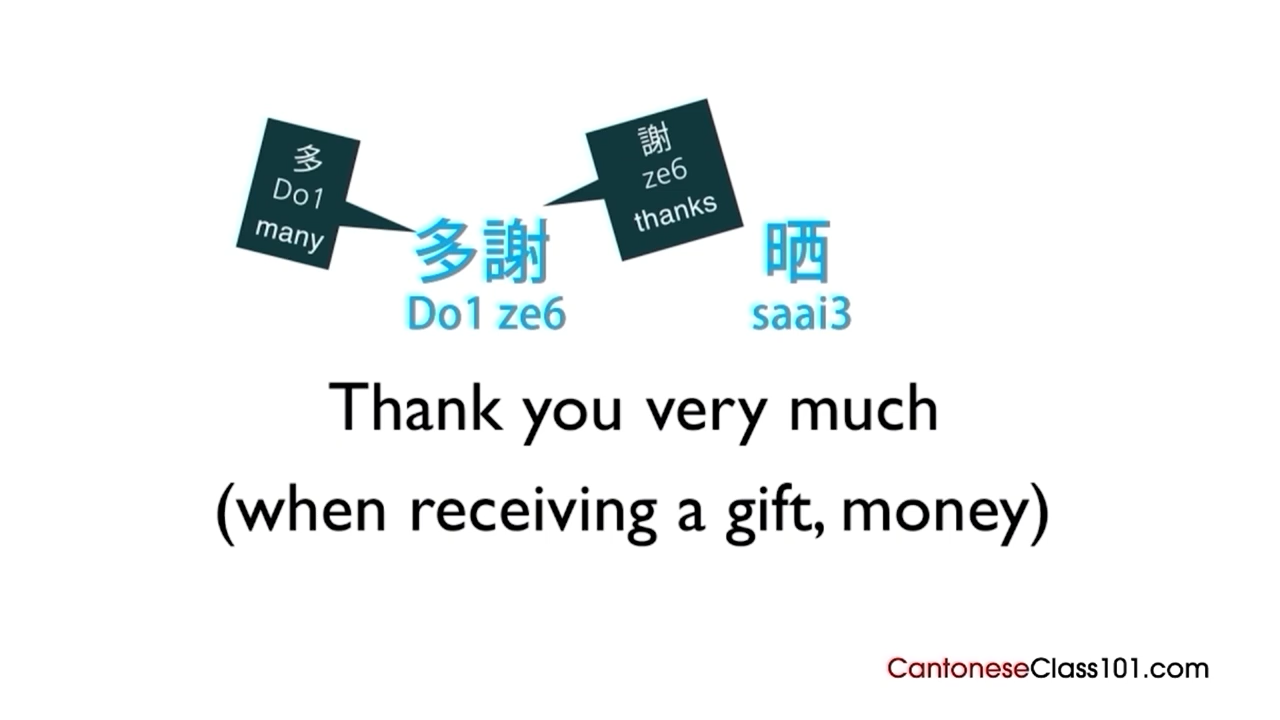 多
Do1
many
謝
ze6
thanks
多謝 晒
Do1 ze6 saai3
Thank you very much
(when receiving a gift, money)
CantoneseClass101.com